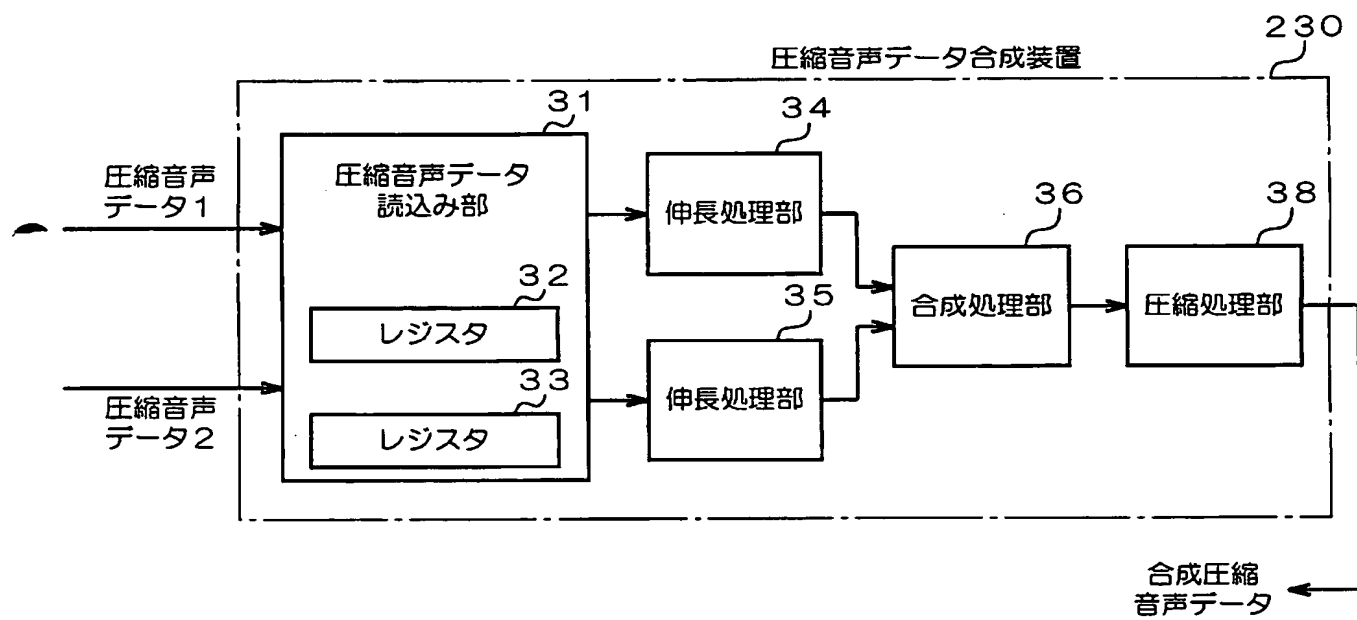 230
圧縮音声データ合成装置
31
34
圧縮音声
データ1
圧縮音声データ
読込み部
伸長処理部
36
38
32
レジスタ
35
合成処理部
圧縮処理部
33
圧縮音声
データ2
レジスタ
伸長処理部
合成圧縮
音声データ